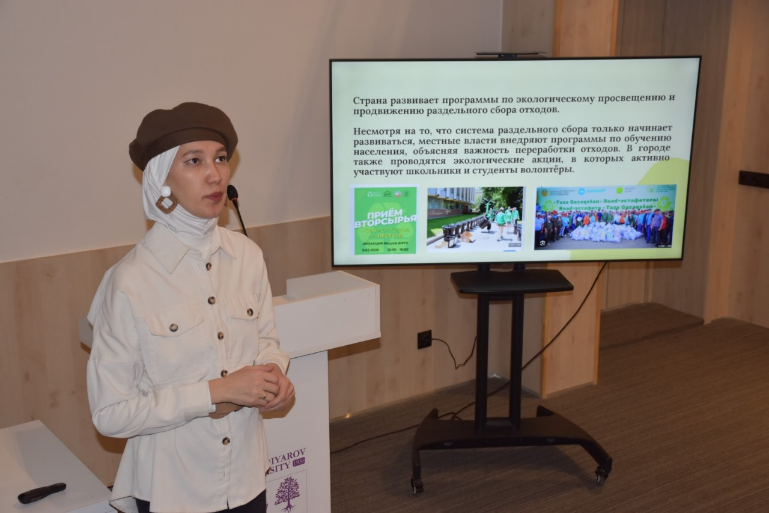 Страна развивает программы по экологическому просвещению и
продвижению раздельного сбора отходов.
Несмотря на то, что система раздельного сбора только начинает
развиваться, местные власти внедряют программы по обучению
населения, объясняя важность переработки отходов. В городе
также проводятся экологические акции, в которых активно
участвуют школьники и студенты волонтёры.
ПРИЁМ
ВТОРСЫРЬЯ
IYAROV
SITY